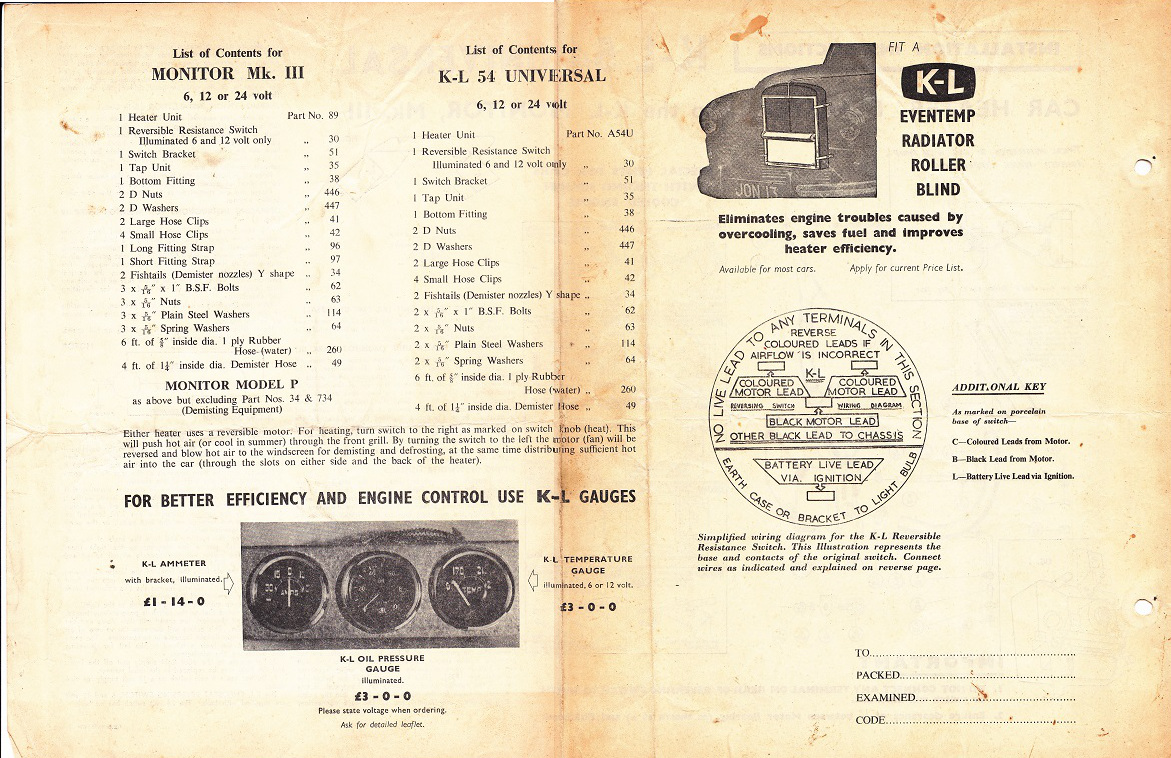 List of Contents for
MONITOR Mk. III
6, 12 or 24 volt
1 Heater Unit Part No. 89
1 Reversible Resistance Switch
Illuminated 6 and 12 volt only ,, 30
1 Switch Bracket ,, 51
1 Tap Unit ,, 35
1 Bottom Fitting ,, 38
2 D Nuts ,, 446
2 D Washers ,, 447
2 Large Hose Clips ,, 41
4 Small Hose Clips ,, 42
1 Long Fitting Strap ,, 96
1 Short Fitting Strap ,, 97
2 Fishtails (Demister nozzles) Y shape ,, 34
3 x 5/16" x 1" B.S.F. Bolts ,, 62
3 x 5/16" Nuts ,, 63
3 x 5/16" Plain Steel Washers ,, 114
3 x 5/16" Spring Washers ,, 64
6 ft. of 5/8" inside dia. 1 ply Rubber
Hose (water) ,, 260
4 ft. of 1¼" inside dia. Demister Hose ,, 49
MONITOR MODEL P
as above but excluding Part Nos. 34 & 734
(Demisting Equipment)
List of Contents for
K-L 54 UNIVERSAL
6, 12 or 24 volt
1 Heater Unit Part No. A54U
1 Reversible Resistance Switch
Illuminated 6 and 12 volt only ,, 30
1 Switch Bracket ,, 51
1 Tap Unit ,, 35
1 Bottom Fitting ,, 38
2 D Nuts ,, 446
2 D Washers ,, 447
2 Large Hose Clips ,, 41
4 Small Hose Clips ,, 42
2 Fishtails (Demister nozzles) Y shape ,, 34
2 x 5/16" x 1" B.S.F. Bolts ,, 62
2 x 5/16" Nuts ,, 63
2 x 5/16" Plain Steel Washers ,, 114
2 x 5/16" Spring Washers ,, 64
6 ft. of 5/8" inside dia. 1 ply Rubber
Hose (water) ,, 260
4 ft. of 1¼" inside dia. Demister Hose ,, 49
Either heater uses a reversible motor. For heating, turn switch to the right as marked on switch knob (heat). This
will push hot air (or cool in summer) through the front grill. By turning the switch to the left the motor (fan) will be
reversed and blow hot air to the windscreen for demisting and defrosting, at the same time distributing sufficient hot
air into the car (through the slots on either side and the back of the heater).
FOR BETTER EFFICIENCY AND ENGINE CONTROL USE K-L GAUGES
K-L AMMETER
with bracket, illuminated.
£1 - 14 - 0
AMPS
TEMP
K-L TEMPERATURE
GAUGE
illuminated, 6 or 12 volt.
£3 - 0 - 0
K-L OIL PRESSURE
GAUGE
illuminated.
£3 - 0 - 0
Please state voltage when ordering.
Ask for detailed leaflet.
JON 13
FIT A
K-L
EVENTEMP
RADIATOR
ROLLER
BLIND
Eliminates engine troubles caused by
overcooling, saves fuel and improves
heater efficiency.
Available for most cars. Apply for current Price List.
NO LIVE LEAD TO ANY TERMINALS IN THIS SECTION
REVERSE
COLOURED LEADS IF
AIRFLOW IS INCORRECT
K-L
COLOURED
MOTOR LEAD
COLOURED
MOTOR LEAD
REVERSING SWITCH WIRING DIAGRAM
BLACK MOTOR LEAD
OTHER BLACK LEAD TO CHASSIS
BATTERY LIVE LEAD
VIA. IGNITION
EARTH CASE OR BRACKET TO LIGHT BULB
ADDITIONAL KEY
As marked on porcelain
base of switch—
C—Coloured Leads from Motor.
B—Black Lead from Motor.
L—Battery Live Lead via Ignition.
Simplified wiring diagram for the K-L Reversible
Resistance Switch. This Illustration represents the
base and contacts of the original switch. Connect
wires as indicated and explained on reverse page.
TO
PACKED
EXAMINED
CODE